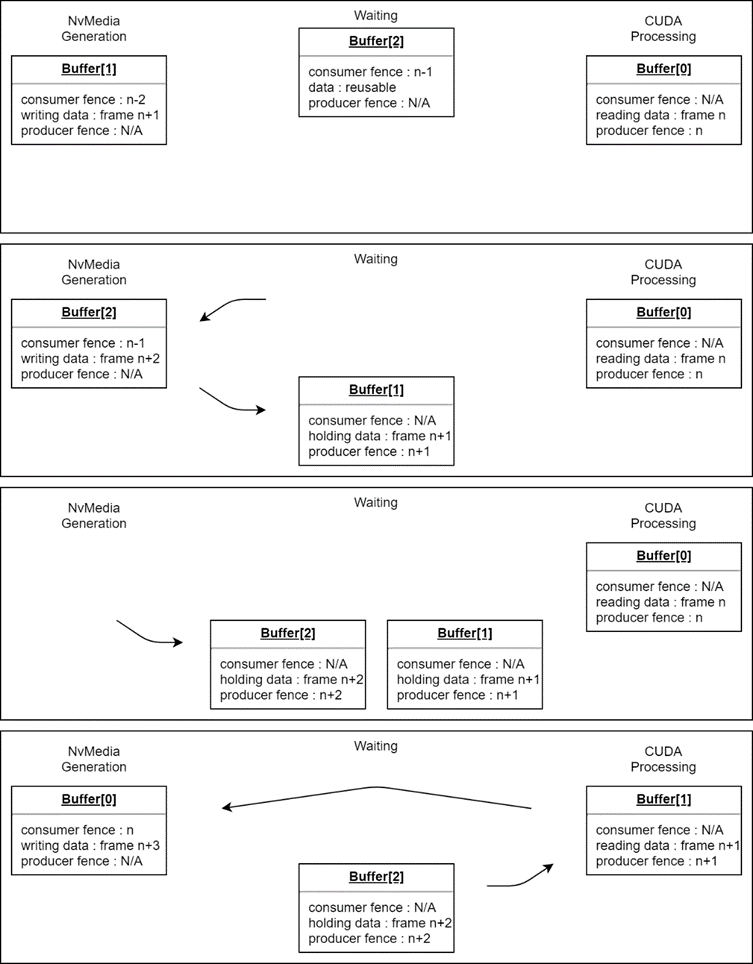 NvMedia
Generation
Waiting
CUDA
Processing
Buffer[1]
consumer fence : n-2
writing data : frame n+1
producer fence : N/A
Buffer[2]
consumer fence : n-1
data : reusable
producer fence : N/A
Buffer[0]
consumer fence : N/A
reading data : frame n
producer fence : n
NvMedia
Generation
Waiting
CUDA
Processing
Buffer[2]
consumer fence : n-1
writing data : frame n+2
producer fence : N/A
Buffer[1]
consumer fence : N/A
holding data : frame n+1
producer fence : n+1
Buffer[0]
consumer fence : N/A
reading data : frame n
producer fence : n
NvMedia
Generation
Waiting
CUDA
Processing
Buffer[2]
consumer fence : N/A
holding data : frame n+2
producer fence : n+2
Buffer[1]
consumer fence : N/A
holding data : frame n+1
producer fence : n+1
Buffer[0]
consumer fence : N/A
reading data : frame n
producer fence : n
NvMedia
Generation
Waiting
CUDA
Processing
Buffer[0]
consumer fence : n
writing data : frame n+3
producer fence : N/A
Buffer[2]
consumer fence : N/A
holding data : frame n+2
producer fence : n+2
Buffer[1]
consumer fence : N/A
reading data : frame n+1
producer fence : n+1